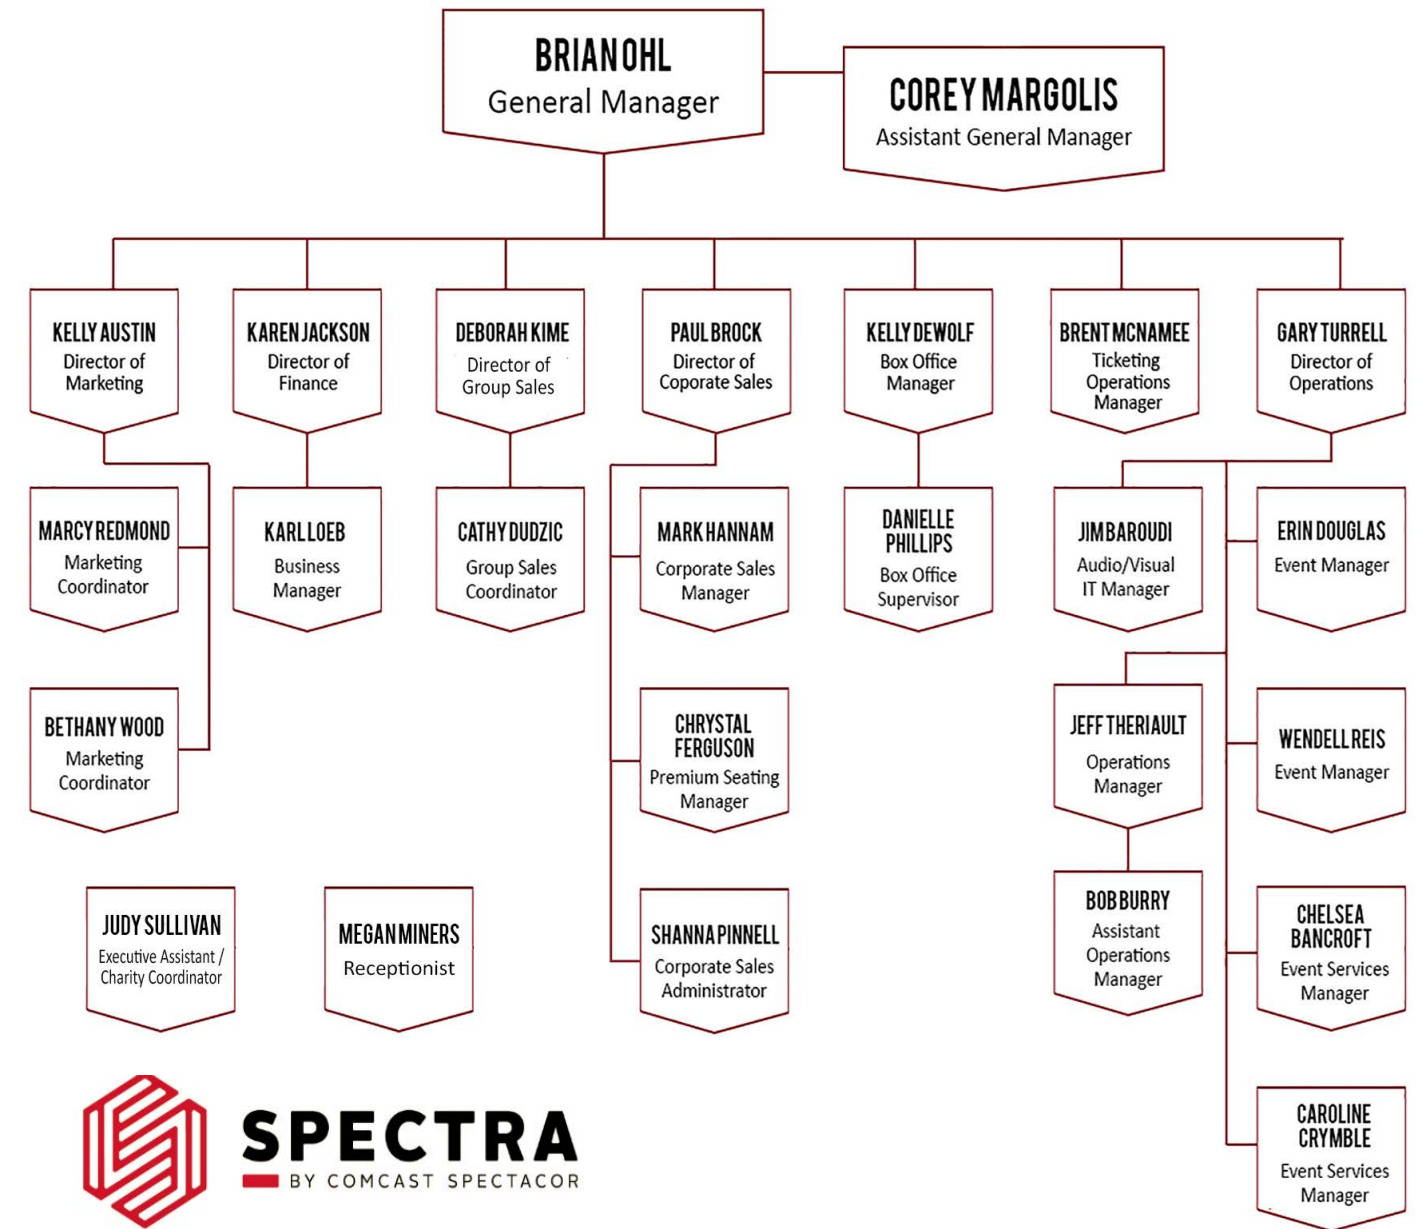 BRIAN OHL
General Manager
COREY MARGOLIS
Assistant General Manager
KELLY AUSTIN
Director of
Marketing
KAREN JACKSON
Director of
Finance
DEBORAH KIME
Director of
Group Sales
PAUL BROCK
Director of
Coporate Sales
KELLY DEWOLF
Box Office
Manager
BRENT MCNAMEE
Ticketing
Operations
Manager
GARY TURRELL
Director of
Operations
MARCY REDMOND
Marketing
Coordinator
KARL LOEB
Business
Manager
CATHY DUDZIC
Group Sales
Coordinator
MARK HANNAM
Corporate Sales
Manager
DANIELLE
PHILLIPS
Box Office
Supervisor
JIM BAROUDI
Audio/Visual
IT Manager
ERIN DOUGLAS
Event Manager
BETHANY WOOD
Marketing
Coordinator
CHRYSTAL
FERGUSON
Premium Seating
Manager
JEFF THERIAULT
Operations
Manager
WENDELL REIS
Event Manager
JUDY SULLIVAN
Executive Assistant /
Charity Coordinator
MEGAN MINERS
Receptionist
SHANNA PINNELL
Corporate Sales
Administrator
BOB BURRY
Assistant
Operations
Manager
CHELSEA
BANCROFT
Event Services
Manager
CAROLINE
CRYMBLE
Event Services
Manager
SPECTRA
BY COMCAST SPECTACOR